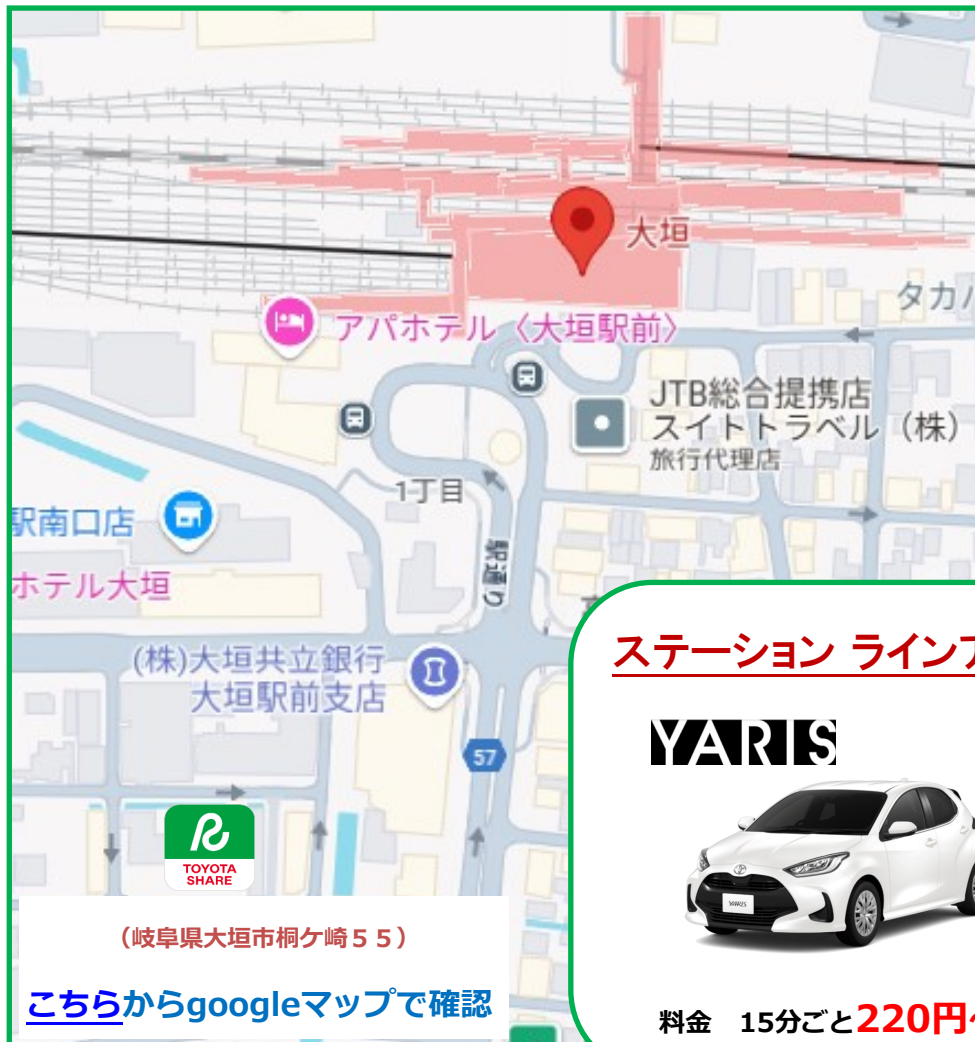 大垣
タカハ
アパホテル〈大垣駅前〉
JTB総合提携店
スイトトラベル（株）
旅行代理店
1丁目
駅南口店
駅通り
ホテル大垣
(株)大垣共立銀行
大垣駅前支店
57
TOYOTA
SHARE
（岐阜県大垣市桐ケ崎５５）
こちらからgoogleマップで確認
ステーション ライン
YARIS
YARIS
料金　15分ごと220円